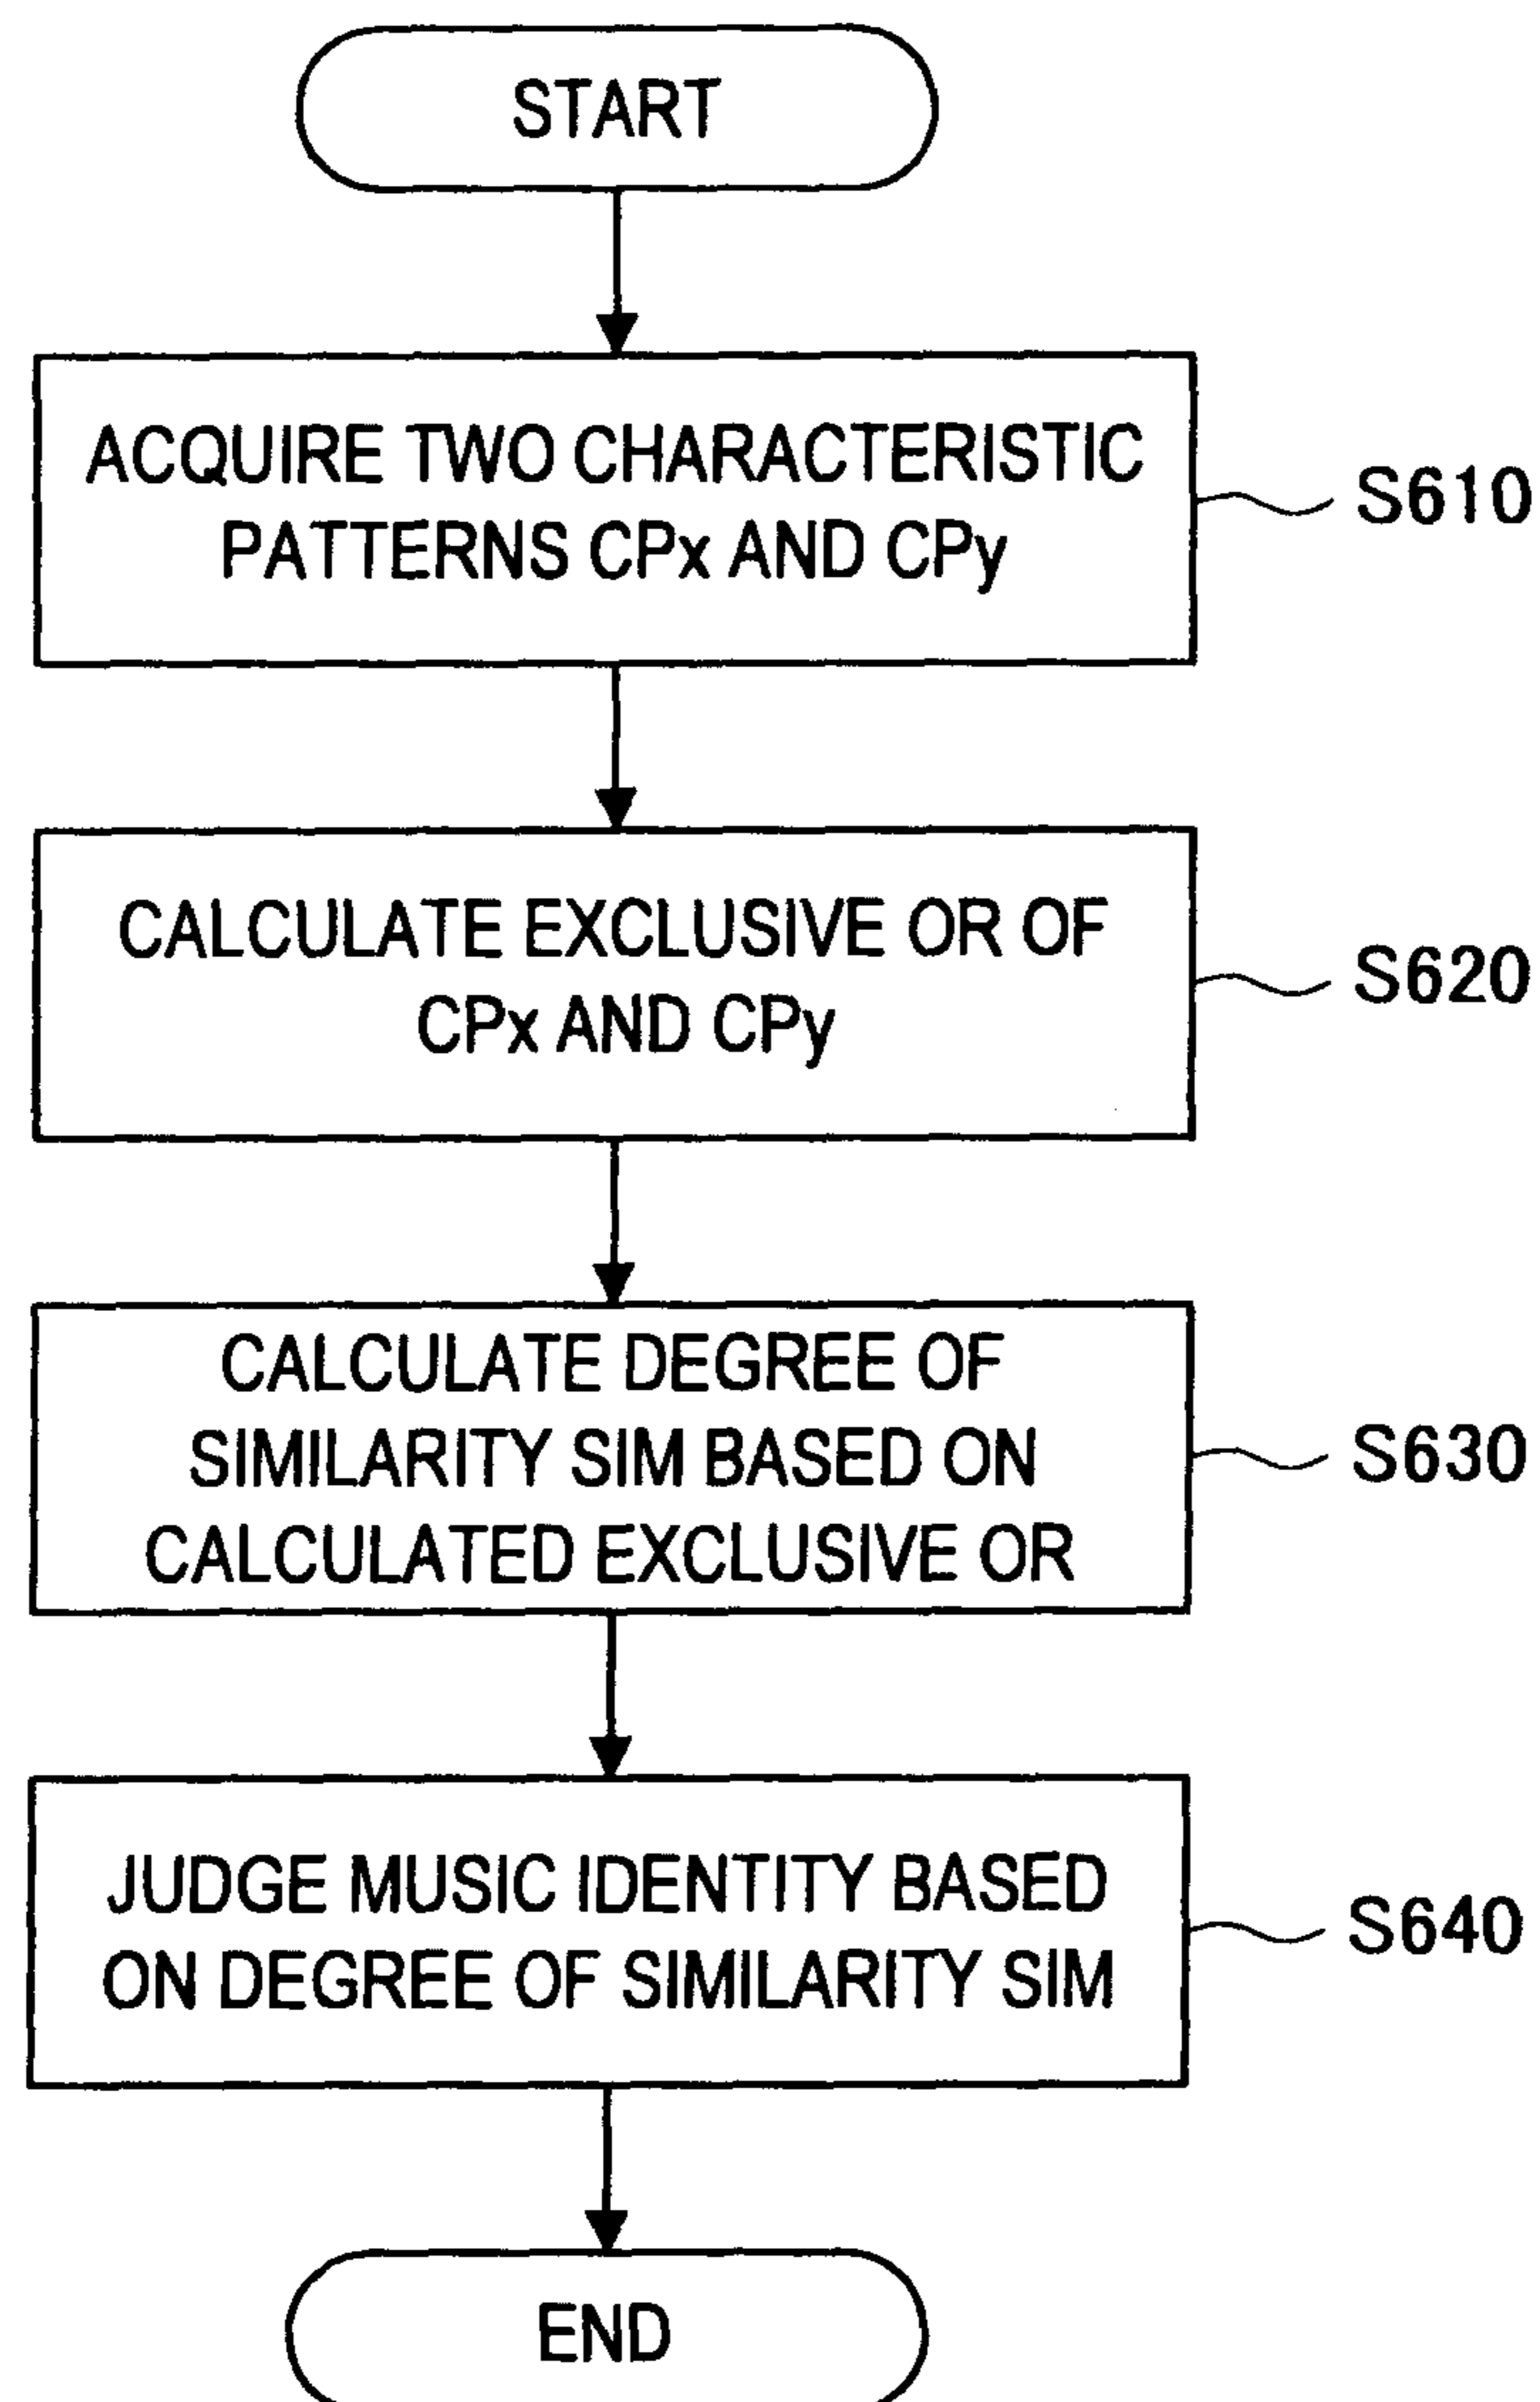 START
ACQUIRE TWO CHARACTERISTIC
PATTERNS CPx AND CPy
S610
CALCULATE EXCLUSIVE OR OF
CPx AND CPy
S620
CALCULATE DEGREE OF
SIMILARITY SIM BASED ON
CALCULATED EXCLUSIVE OR
S630
JUDGE MUSIC IDENTITY BASED
ON DEGREE OF SIMILARITY SIM
S640
END